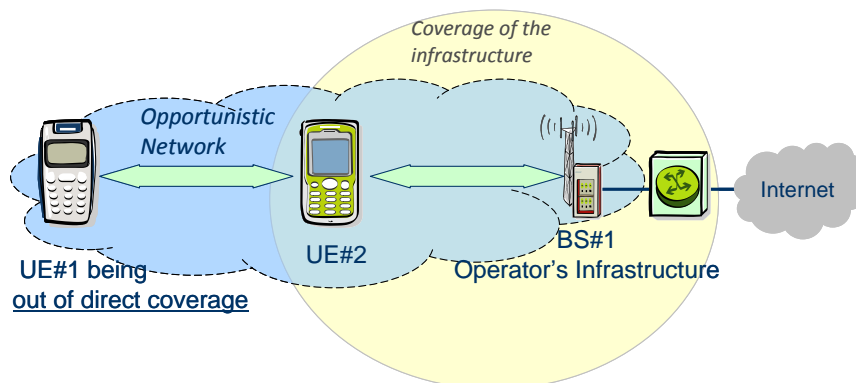 Coverage of the
infrastructure
Opportunistic
Network
Internet
UE#2
BS#1
Operator’s Infrastructure
UE#1 being
out of direct coverage